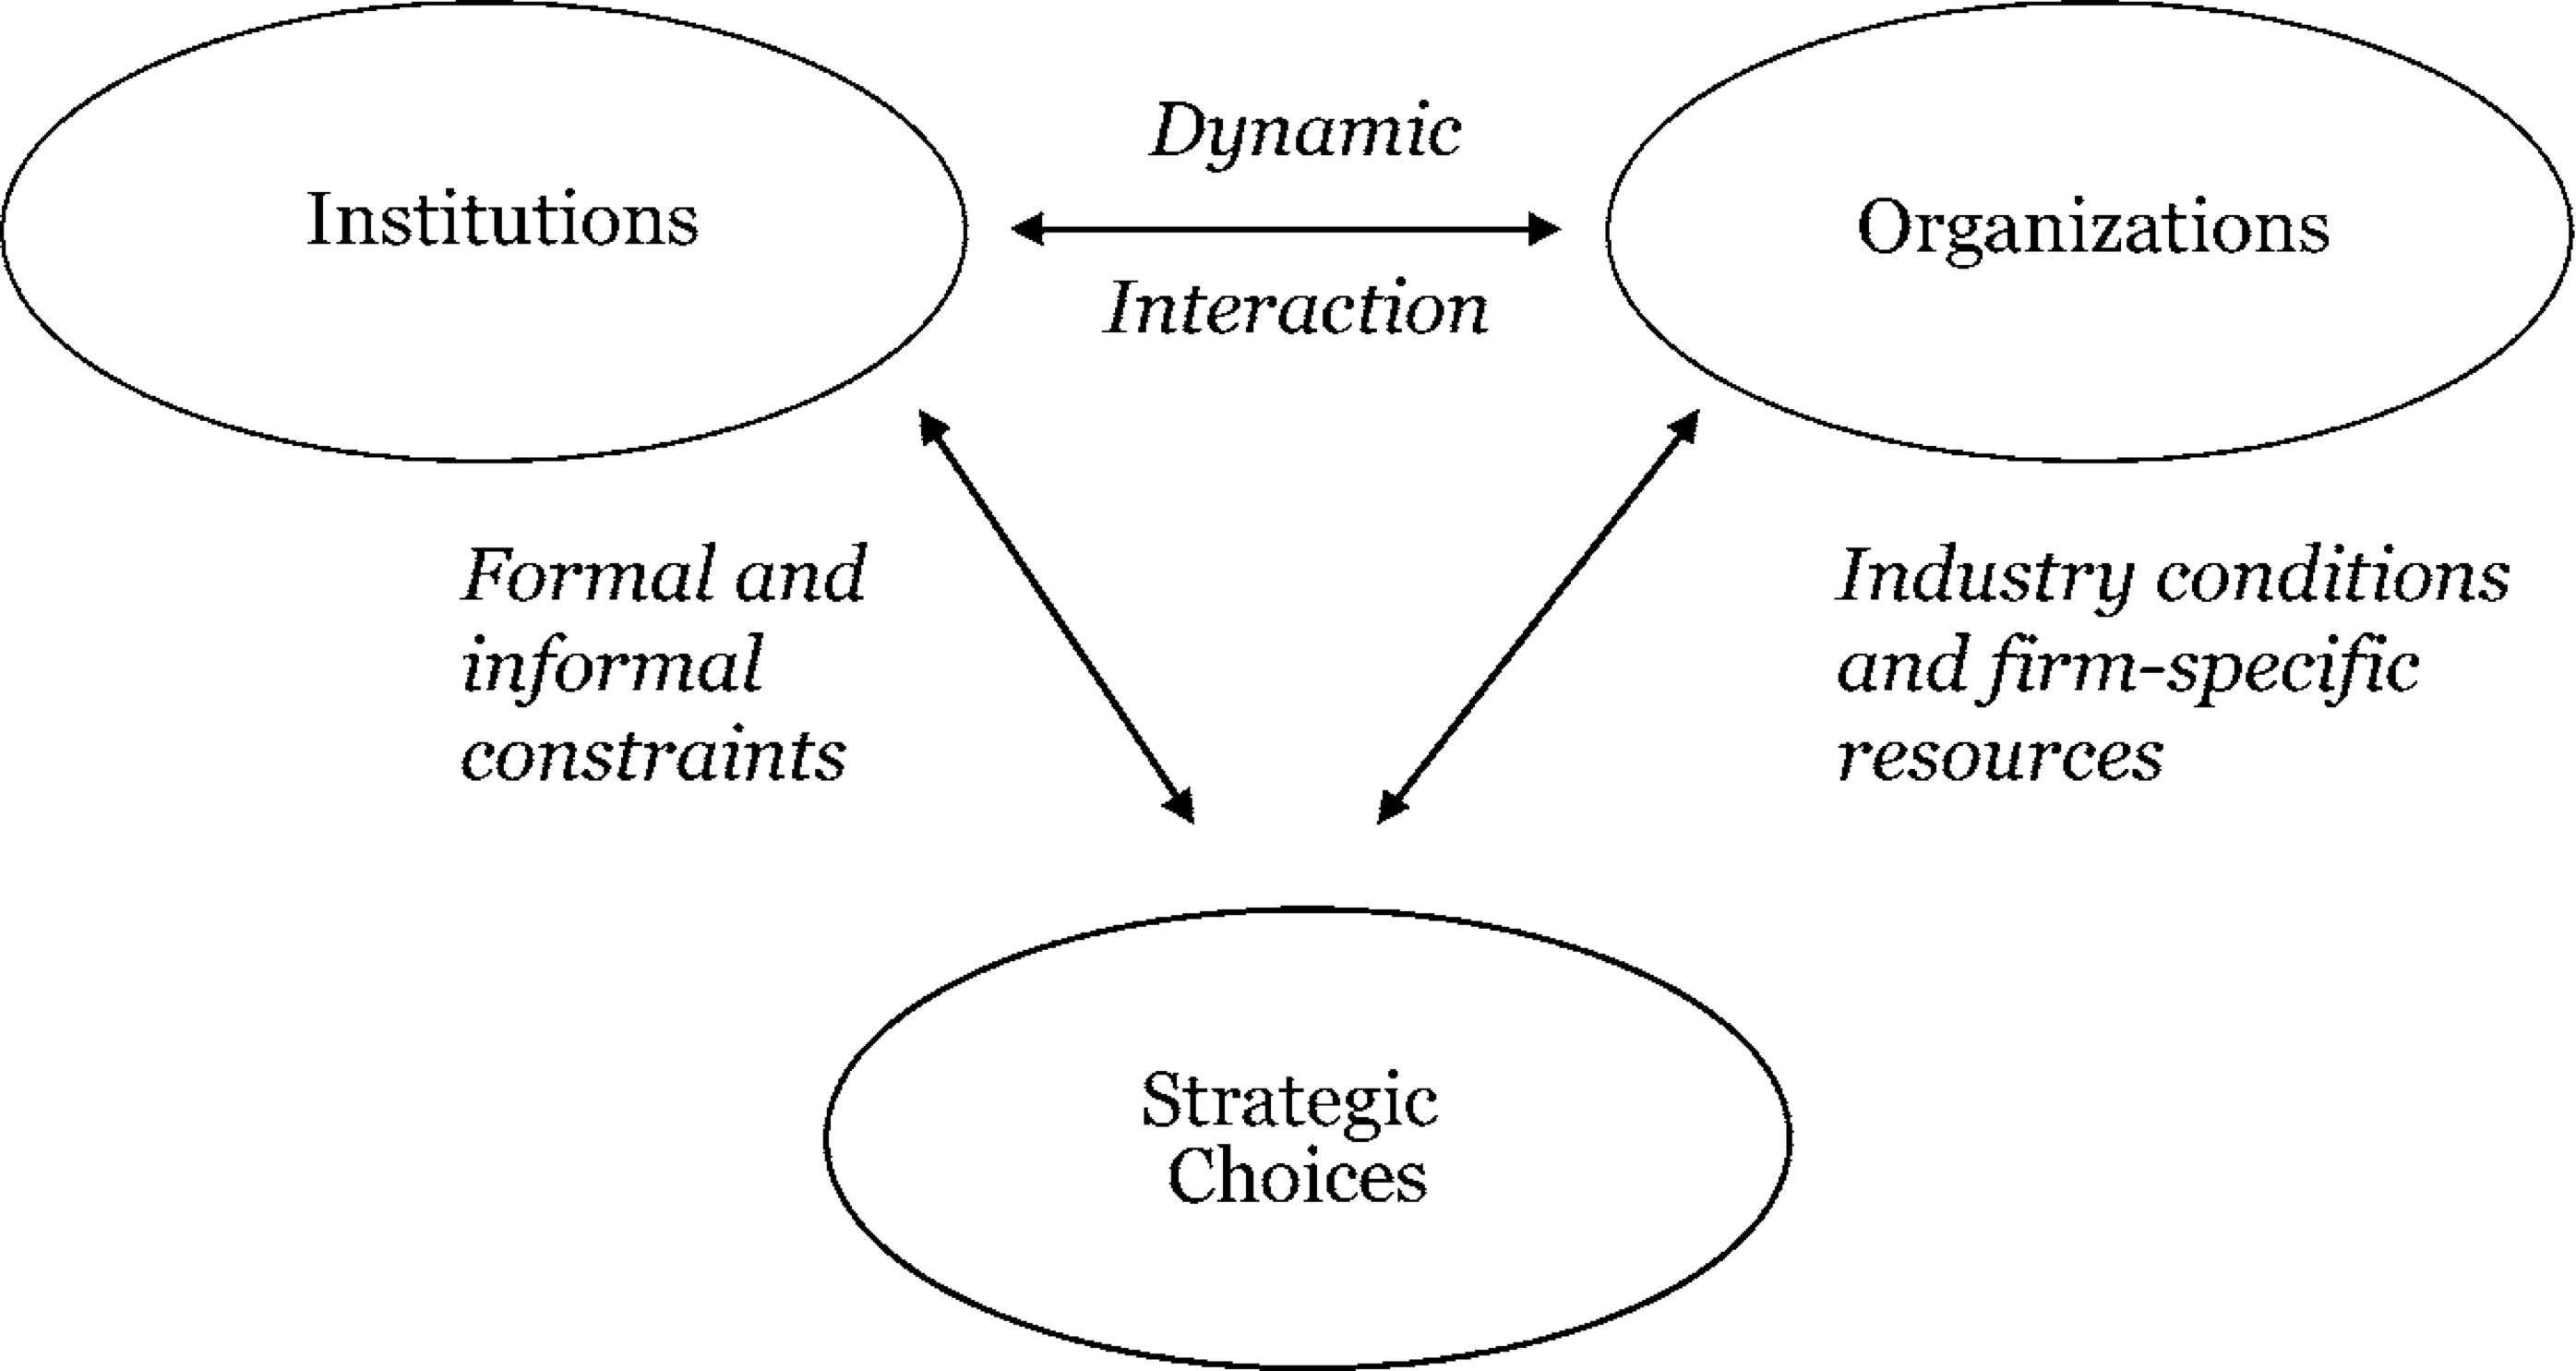 Institutions
Dynamic
Interaction
Organizations
Formal and
informal
constraints
Industry conditions
and firm-specific
resources
Strategic
Choices